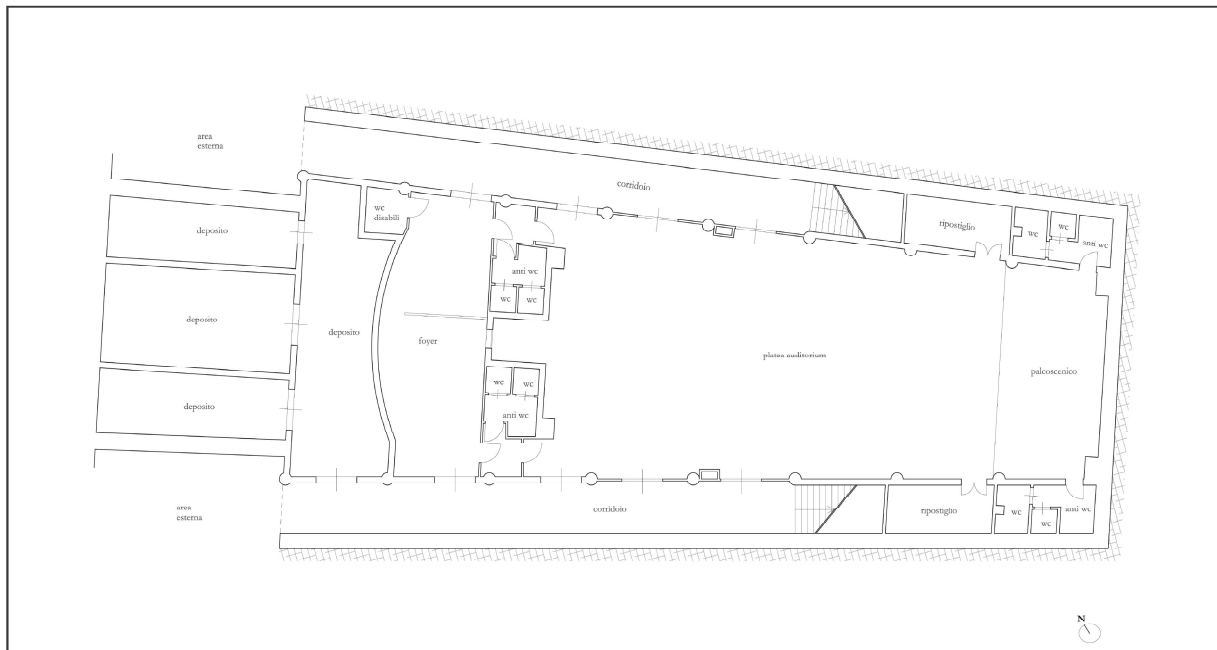 area
esterna
corridoio
wc
disabili
deposito
ripostiglio
wc
wc
anti wc
anti wc
wc
wc
deposito
deposito
foyer
platea auditorium
palcoscenico
wc
wc
deposito
anti wc
area
esterna
corridoio
ripostiglio
wc
wc
anti wc
N